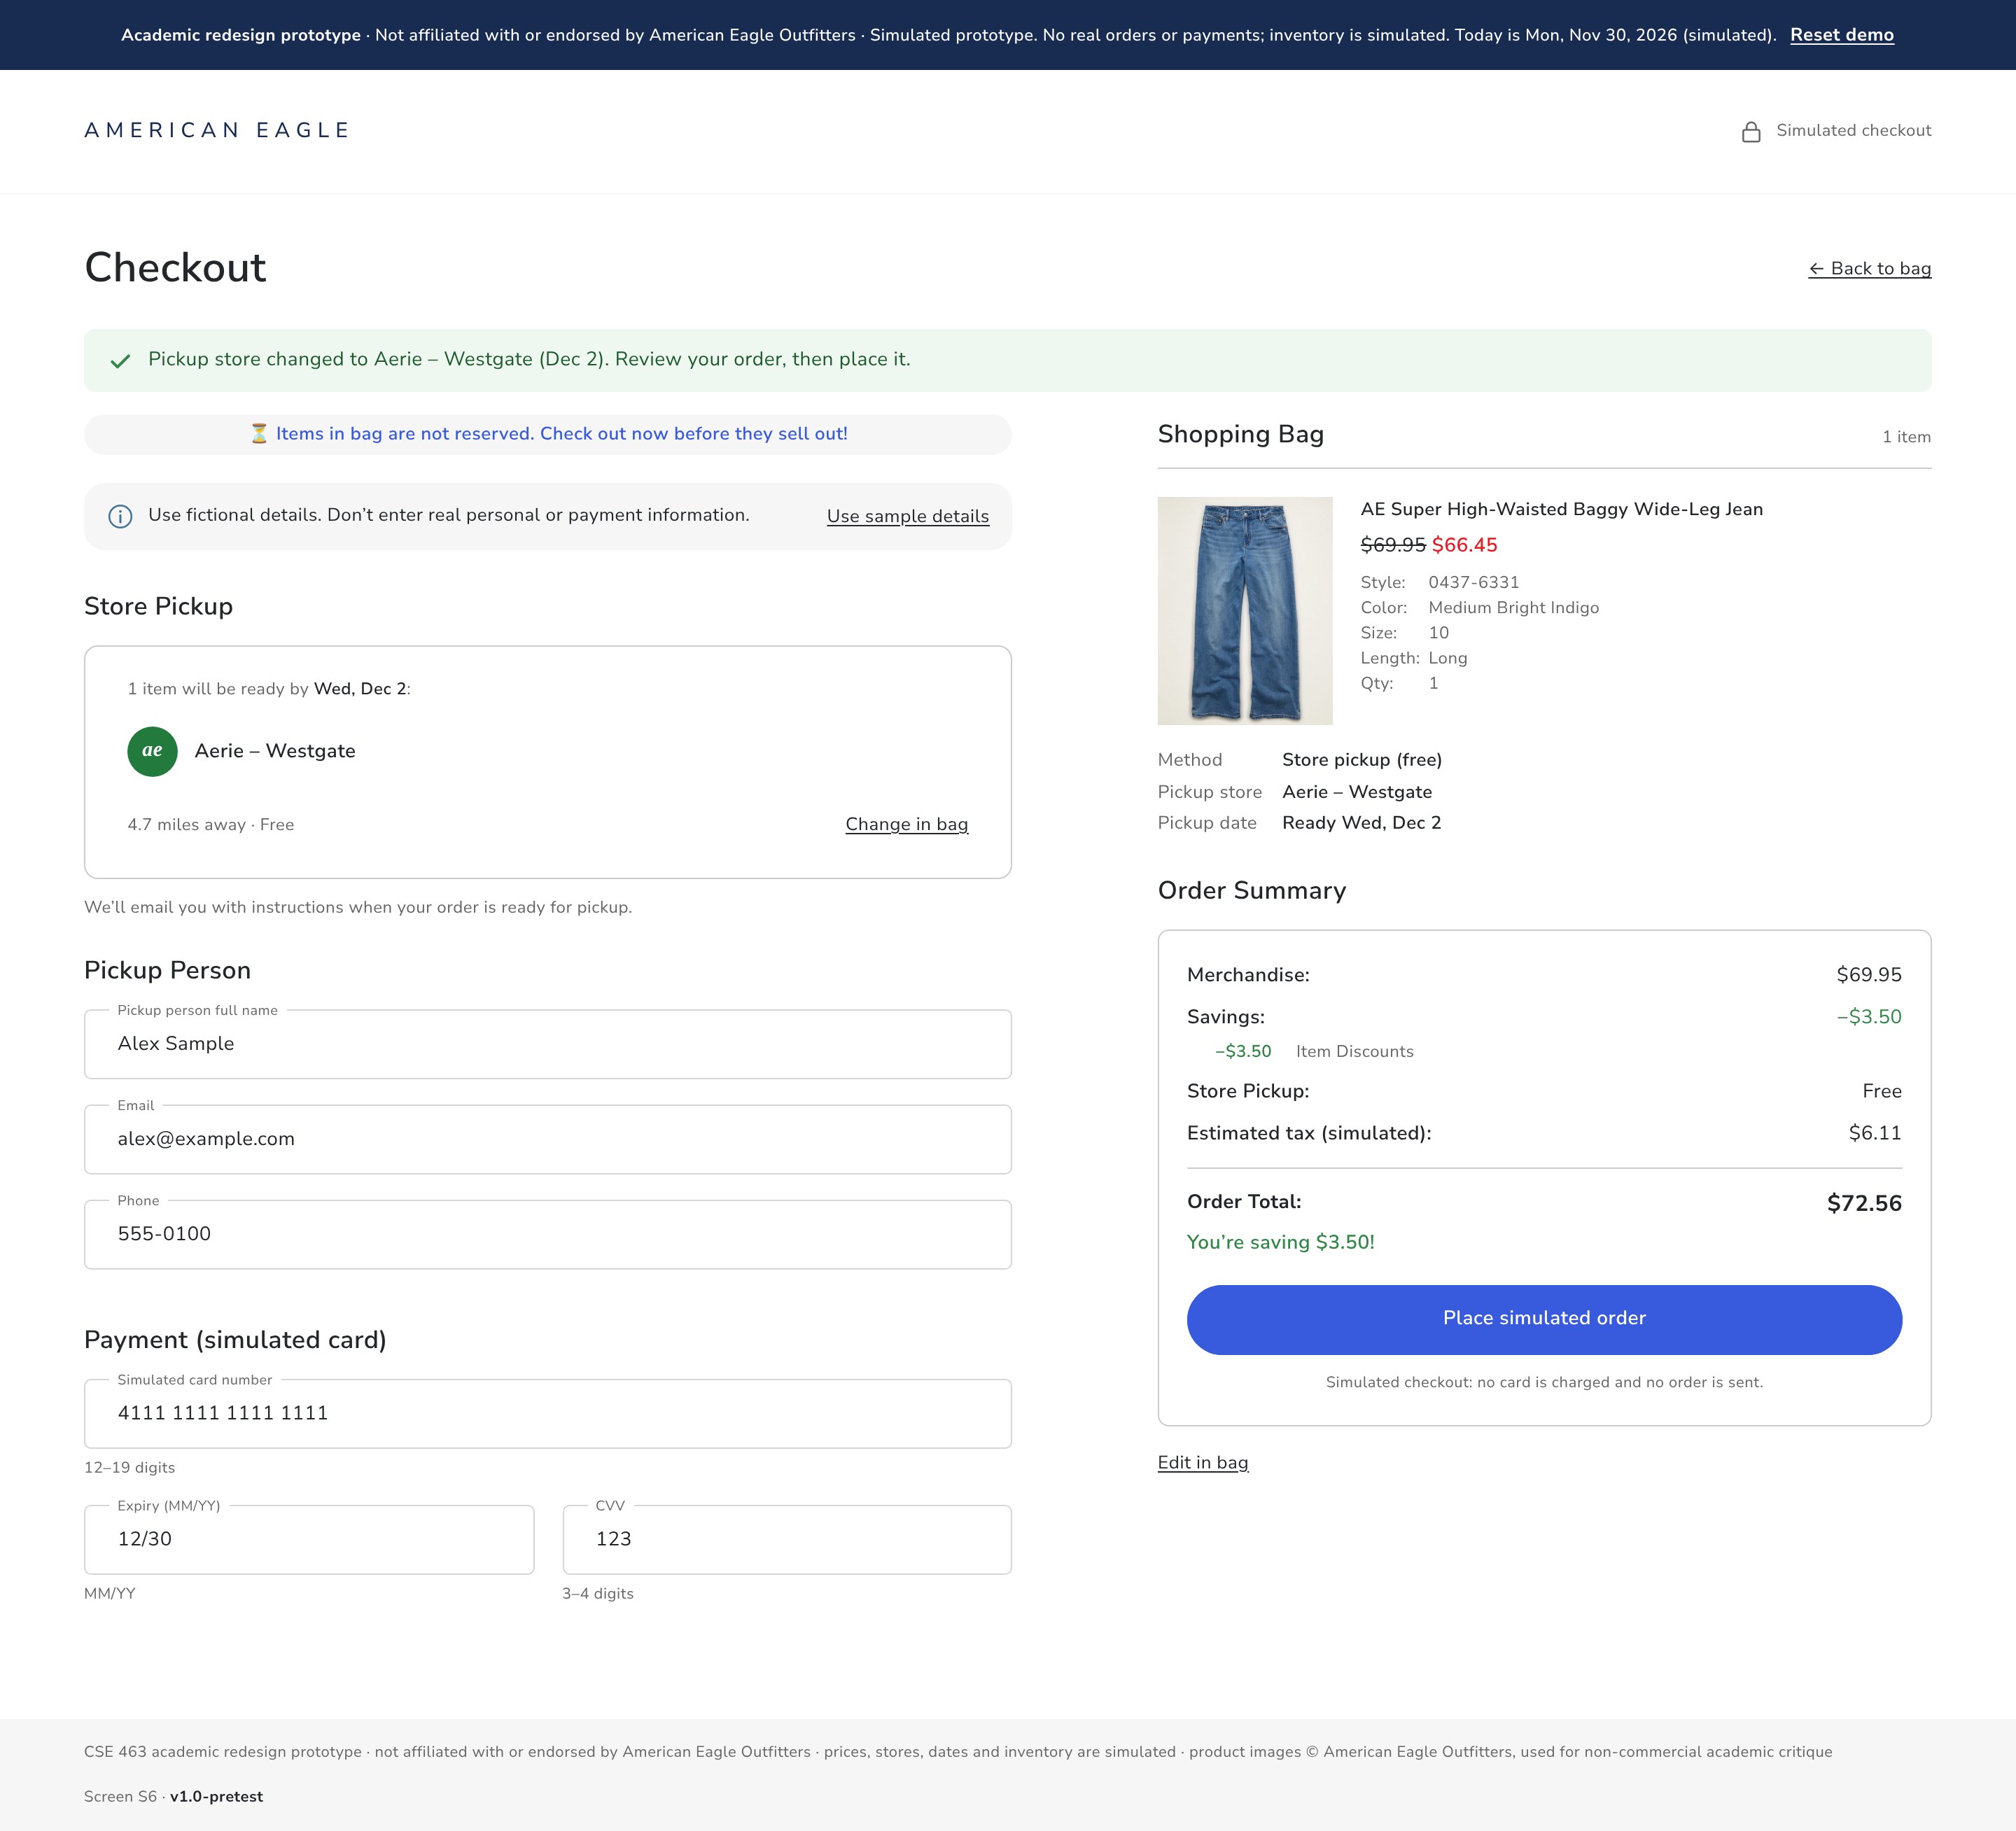 Academic redesign prototype · Not affiliated with or endorsed by American Eagle Outfitters · Simulated prototype. No real orders or payments; inventory is simulated. Today is Mon, Nov 30, 2026 (simulated). Reset demo
AMERICAN EAGLE
Simulated checkout
Checkout
← Back to bag
Pickup store changed to Aerie – Westgate (Dec 2). Review your order, then place it.
⏳ Items in bag are not reserved. Check out now before they sell out!
Use fictional details. Don’t enter real personal or payment information. Use sample details
Store Pickup
1 item will be ready by Wed, Dec 2:
ae Aerie – Westgate
4.7 miles away · Free
Change in bag
We’ll email you with instructions when your order is ready for pickup.
Pickup Person
Pickup person full name
Alex Sample
Email
alex@example.com
Phone
555-0100
Payment (simulated card)
Simulated card number
4111 1111 1111 1111
12–19 digits
Expiry (MM/YY)
12/30
MM/YY
CVV
123
3–4 digits
Shopping Bag
1 item
AE Super High-Waisted Baggy Wide-Leg Jean
$69.95 $66.45
Style: 0437-6331
Color: Medium Bright Indigo
Size: 10
Length: Long
Qty: 1
Method Store pickup (free)
Pickup store Aerie – Westgate
Pickup date Ready Wed, Dec 2
Order Summary
Merchandise: $69.95
Savings: –$3.50
–$3.50 Item Discounts
Store Pickup: Free
Estimated tax (simulated): $6.11
Order Total: $72.56
You’re saving $3.50!
Place simulated order
Simulated checkout: no card is charged and no order is sent.
Edit in bag
CSE 463 academic redesign prototype · not affiliated with or endorsed by American Eagle Outfitters · prices, stores, dates and inventory are simulated · product images © American Eagle Outfitters, used for non-commercial academic critique
Screen S6 · v1.0-pretest